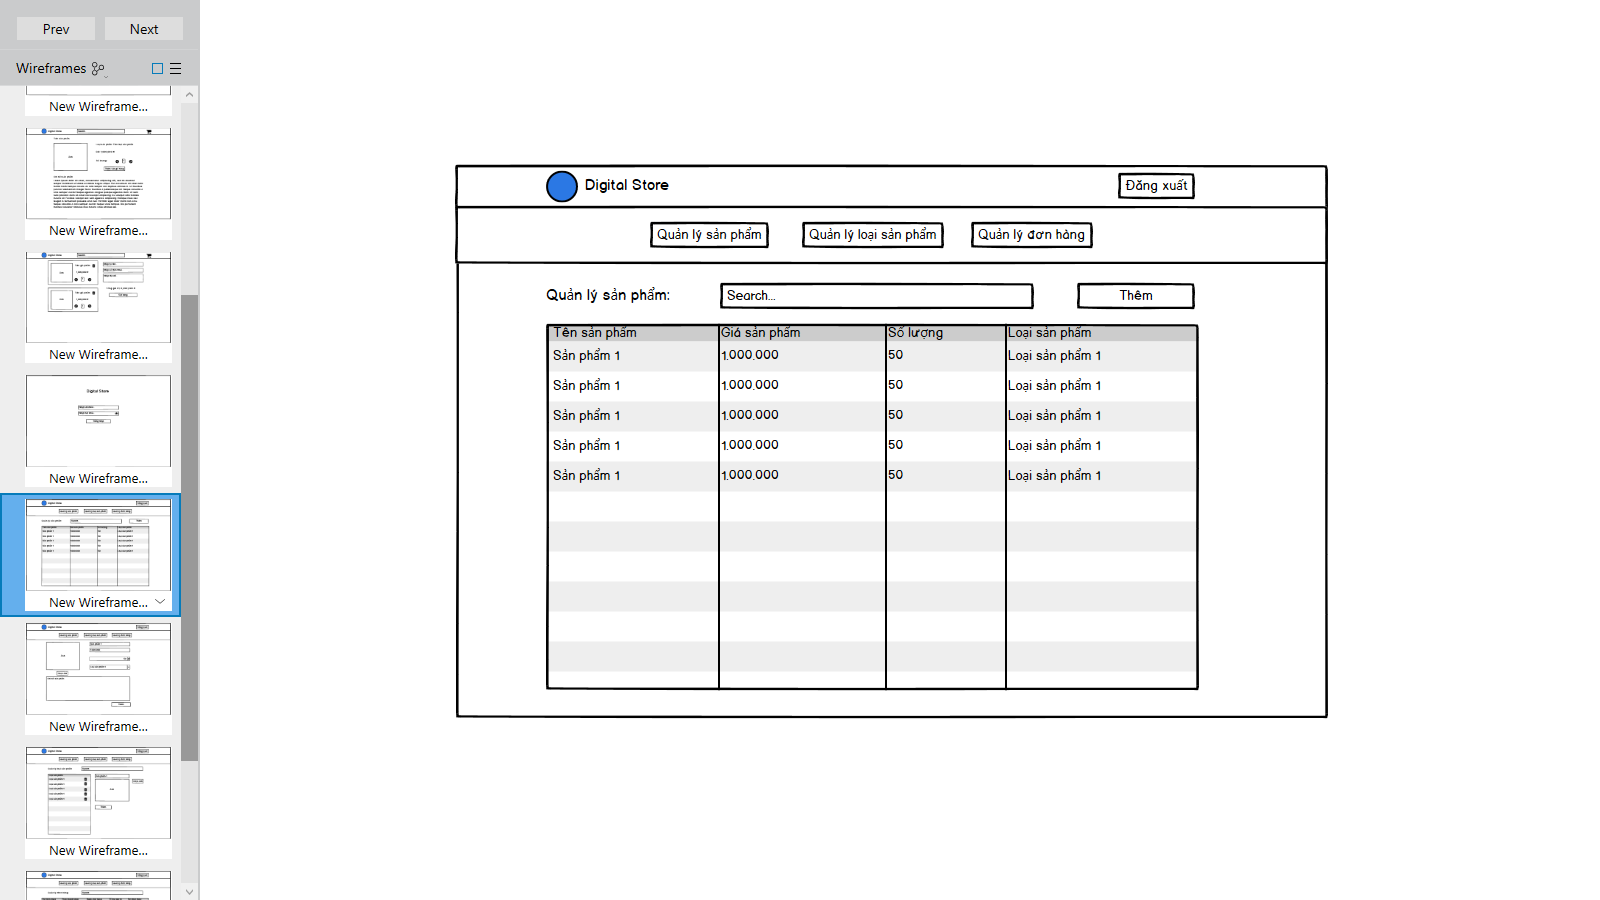 Prev Next
Wireframes
New Wireframe...
New Wireframe...
New Wireframe...
Digital Store
New Wireframe...
New Wireframe...
New Wireframe...
New Wireframe...
Digital Store Đăng xuất
Quản lý sản phẩm Quản lý loại sản phẩm Quản lý đơn hàng
Quản lý sản phẩm: Search... Thêm
Tên sản phẩm Giá sản phẩm Số lượng Loại sản phẩm
Sản phẩm 1 1.000.000 50 Loại sản phẩm 1
Sản phẩm 1 1.000.000 50 Loại sản phẩm 1
Sản phẩm 1 1.000.000 50 Loại sản phẩm 1
Sản phẩm 1 1.000.000 50 Loại sản phẩm 1
Sản phẩm 1 1.000.000 50 Loại sản phẩm 1